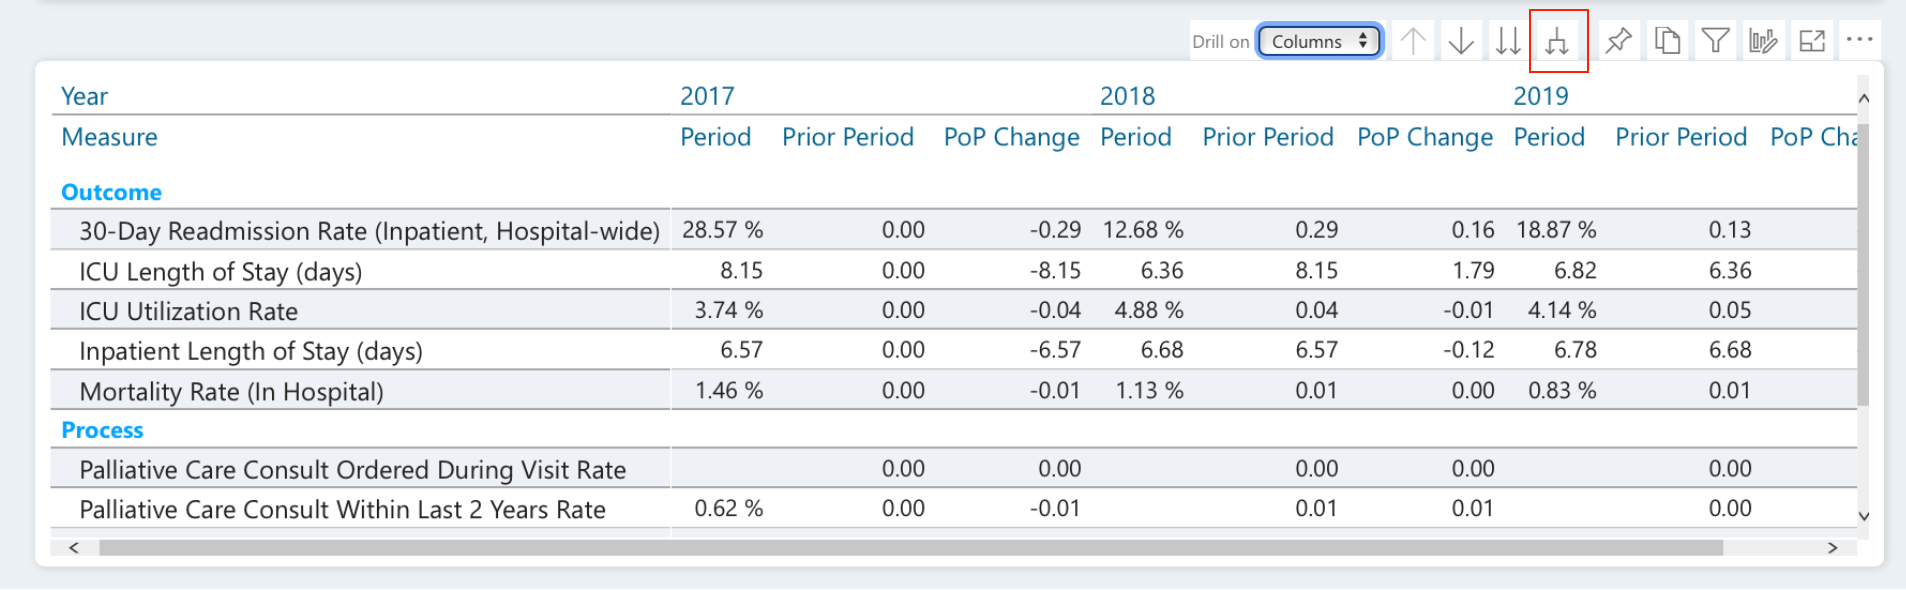 Drill on Columns
Year 2017 2018 2019
Measure Period Prior Period PoP Change Period Prior Period PoP Change Period Prior Period PoP Cha
Outcome
30-Day Readmission Rate (Inpatient, Hospital-wide) 28.57 % 0.00 -0.29 12.68 % 0.29 0.16 18.87 % 0.13
ICU Length of Stay (days) 8.15 0.00 -8.15 6.36 8.15 1.79 6.82 6.36
ICU Utilization Rate 3.74 % 0.00 -0.04 4.88 % 0.04 -0.01 4.14 % 0.05
Inpatient Length of Stay (days) 6.57 0.00 -6.57 6.68 6.57 -0.12 6.78 6.68
Mortality Rate (In Hospital) 1.46 % 0.00 -0.01 1.13 % 0.01 0.00 0.83 % 0.01
Process
Palliative Care Consult Ordered During Visit Rate 0.00 0.00 0.00 0.00 0.00
Palliative Care Consult Within Last 2 Years Rate 0.62 % 0.00 -0.01 0.01 0.01 0.00